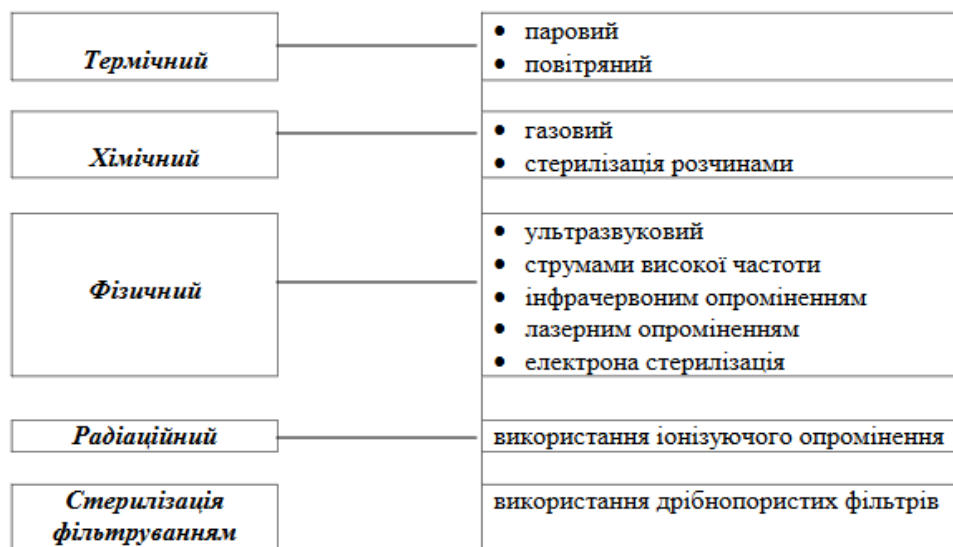 Термічний
• паровий
• повітряний
Хімічний
• газовий
• стерилізація розчинами
Фізичний
• ультразвуковий
• струмами високої частоти
• інфрачервоним опроміненням
• лазерним опроміненням
• електрона стерилізація
Радіаційний
використання іонізуючого опромінення
Стерилізація
фільтруванням
використання дрібнопористих фільтрів